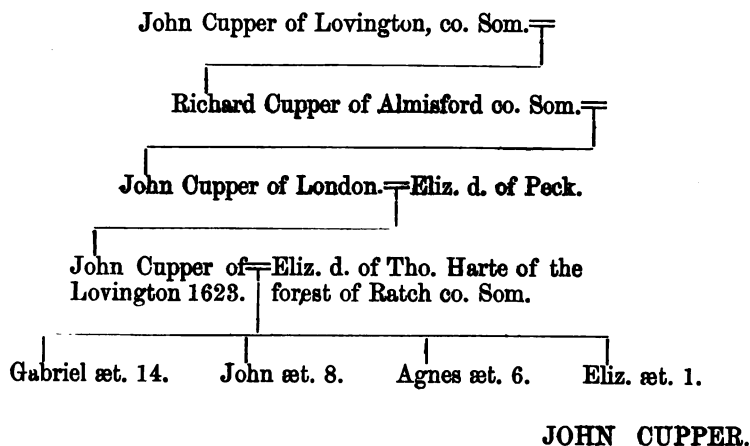 John Cupper of Lovington, co. Som.
Richard Cupper of Almisford co. Som.
John Cupper of London. Eliz. d. of Peck.
John Cupper of Eliz. d. of Tho. Harte of the
Lovington 1623. forest of Ratch co. Som.
Gabriel æt. 14. John æt. 8. Agnes æt. 6. Eliz. æt. 1.
JOHN CUPPER.